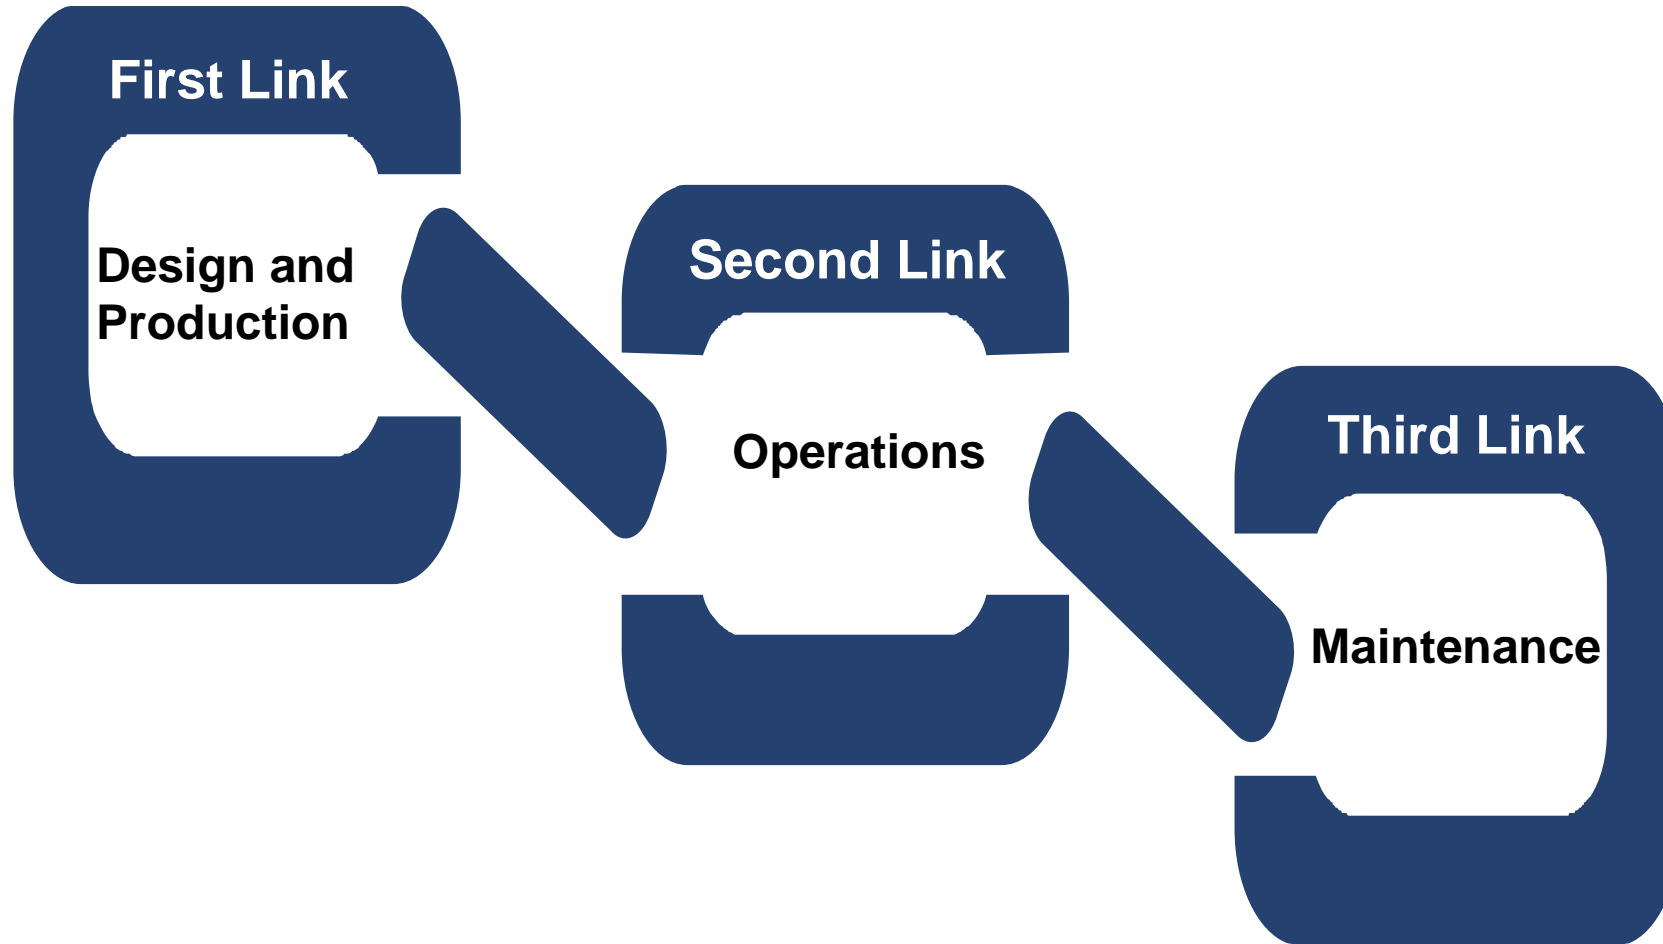 First Link
Design and
Production
Second Link
Operations
Third Link
Maintenance